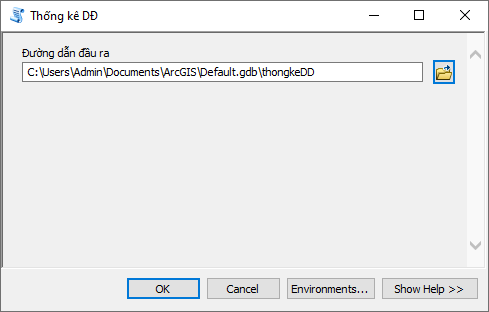 Thống kê DĐ
Đường dẫn đầu ra
C:\Users\Admin\Documents\ArcGIS\Default.gdb\thongkeDD
OK
Cancel
Environments...
Show Help >>